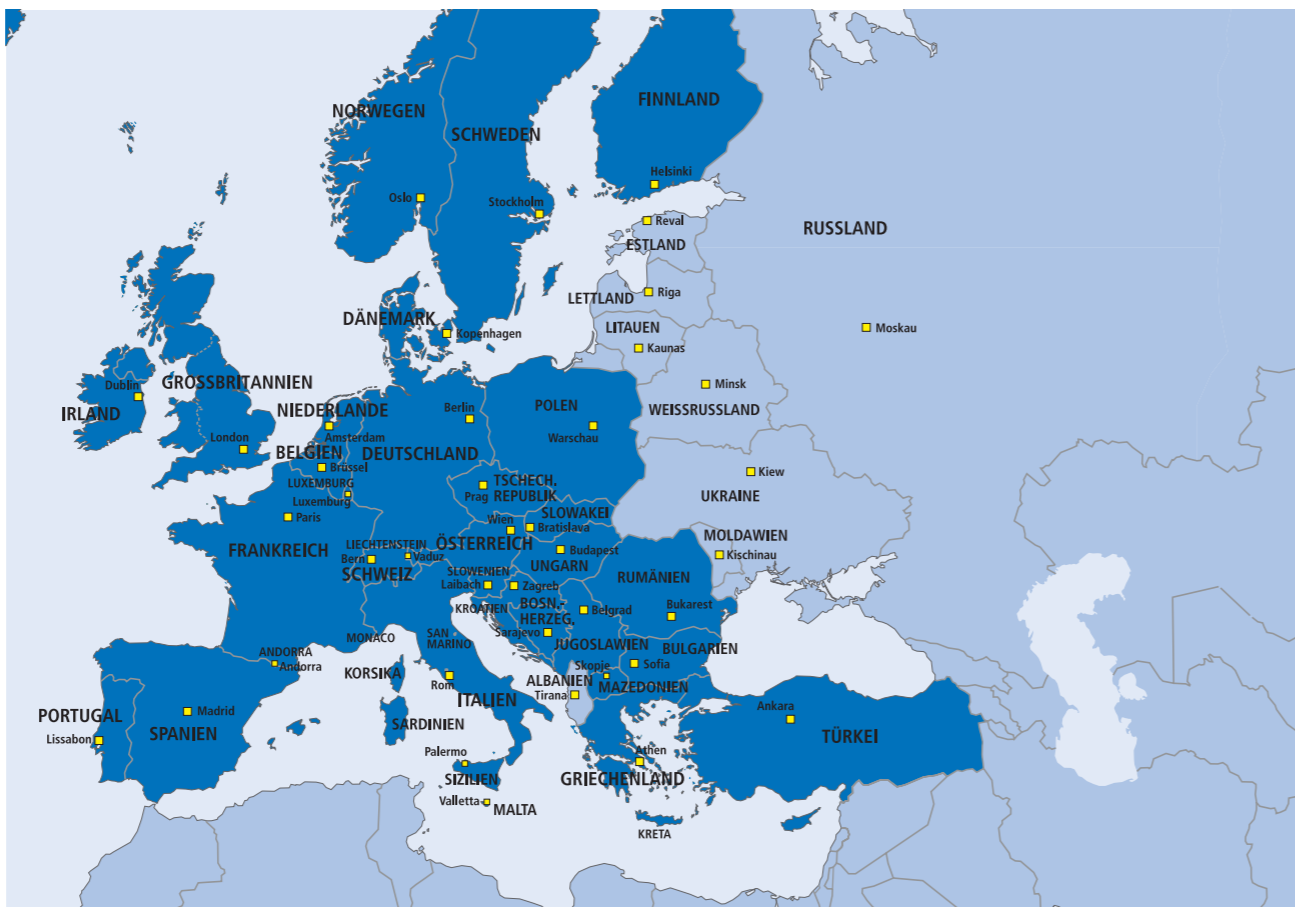 FINNLAND
NORWEGEN
SCHWEDEN
Helsinki
Oslo
Stockholm
Reval
RUSSLAND
ESTLAND
Riga
LETTLAND
DÄNEMARK
LITAUEN
Moskau
Kopenhagen
Kaunas
GROSSBRITANNIEN
Dublin
Minsk
IRLAND
NIEDERLANDE
Berlin
POLEN
WEISSRUSSLAND
London
Amsterdam
Warschau
BELGIEN
DEUTSCHLAND
Brüssel
Kiew
LUXEMBURG
TSCHECH.
REPUBLIK
Prag
Luxemburg
UKRAINE
Paris
SLOWAKEI
Wien
Bratislava
MOLDAWIEN
FRANKREICH
LIECHTENSTEIN
ÖSTERREICH
Budapest
Kischinau
Bern
Vaduz
SCHWEIZ
SLOWENIEN
UNGARN
RUMÄNIEN
Laibach
Zagreb
KROATIEN
BOSN.-
HERZEG.
Belgrad
Bukarest
MONACO
SAN
MARINO
Sarajevo
JUGOSLAWIEN
BULGARIEN
ANDORRA
Andorra
KORSIKA
Skopje
Sofia
Rom
ALBANIEN
MAZEDONIEN
Tirana
ITALIEN
PORTUGAL
Madrid
SARDINIEN
Ankara
Lissabon
SPANIEN
TÜRKEI
Palermo
Athen
SIZILIEN
GRIECHENLAND
Valletta
MALTA
KRETA